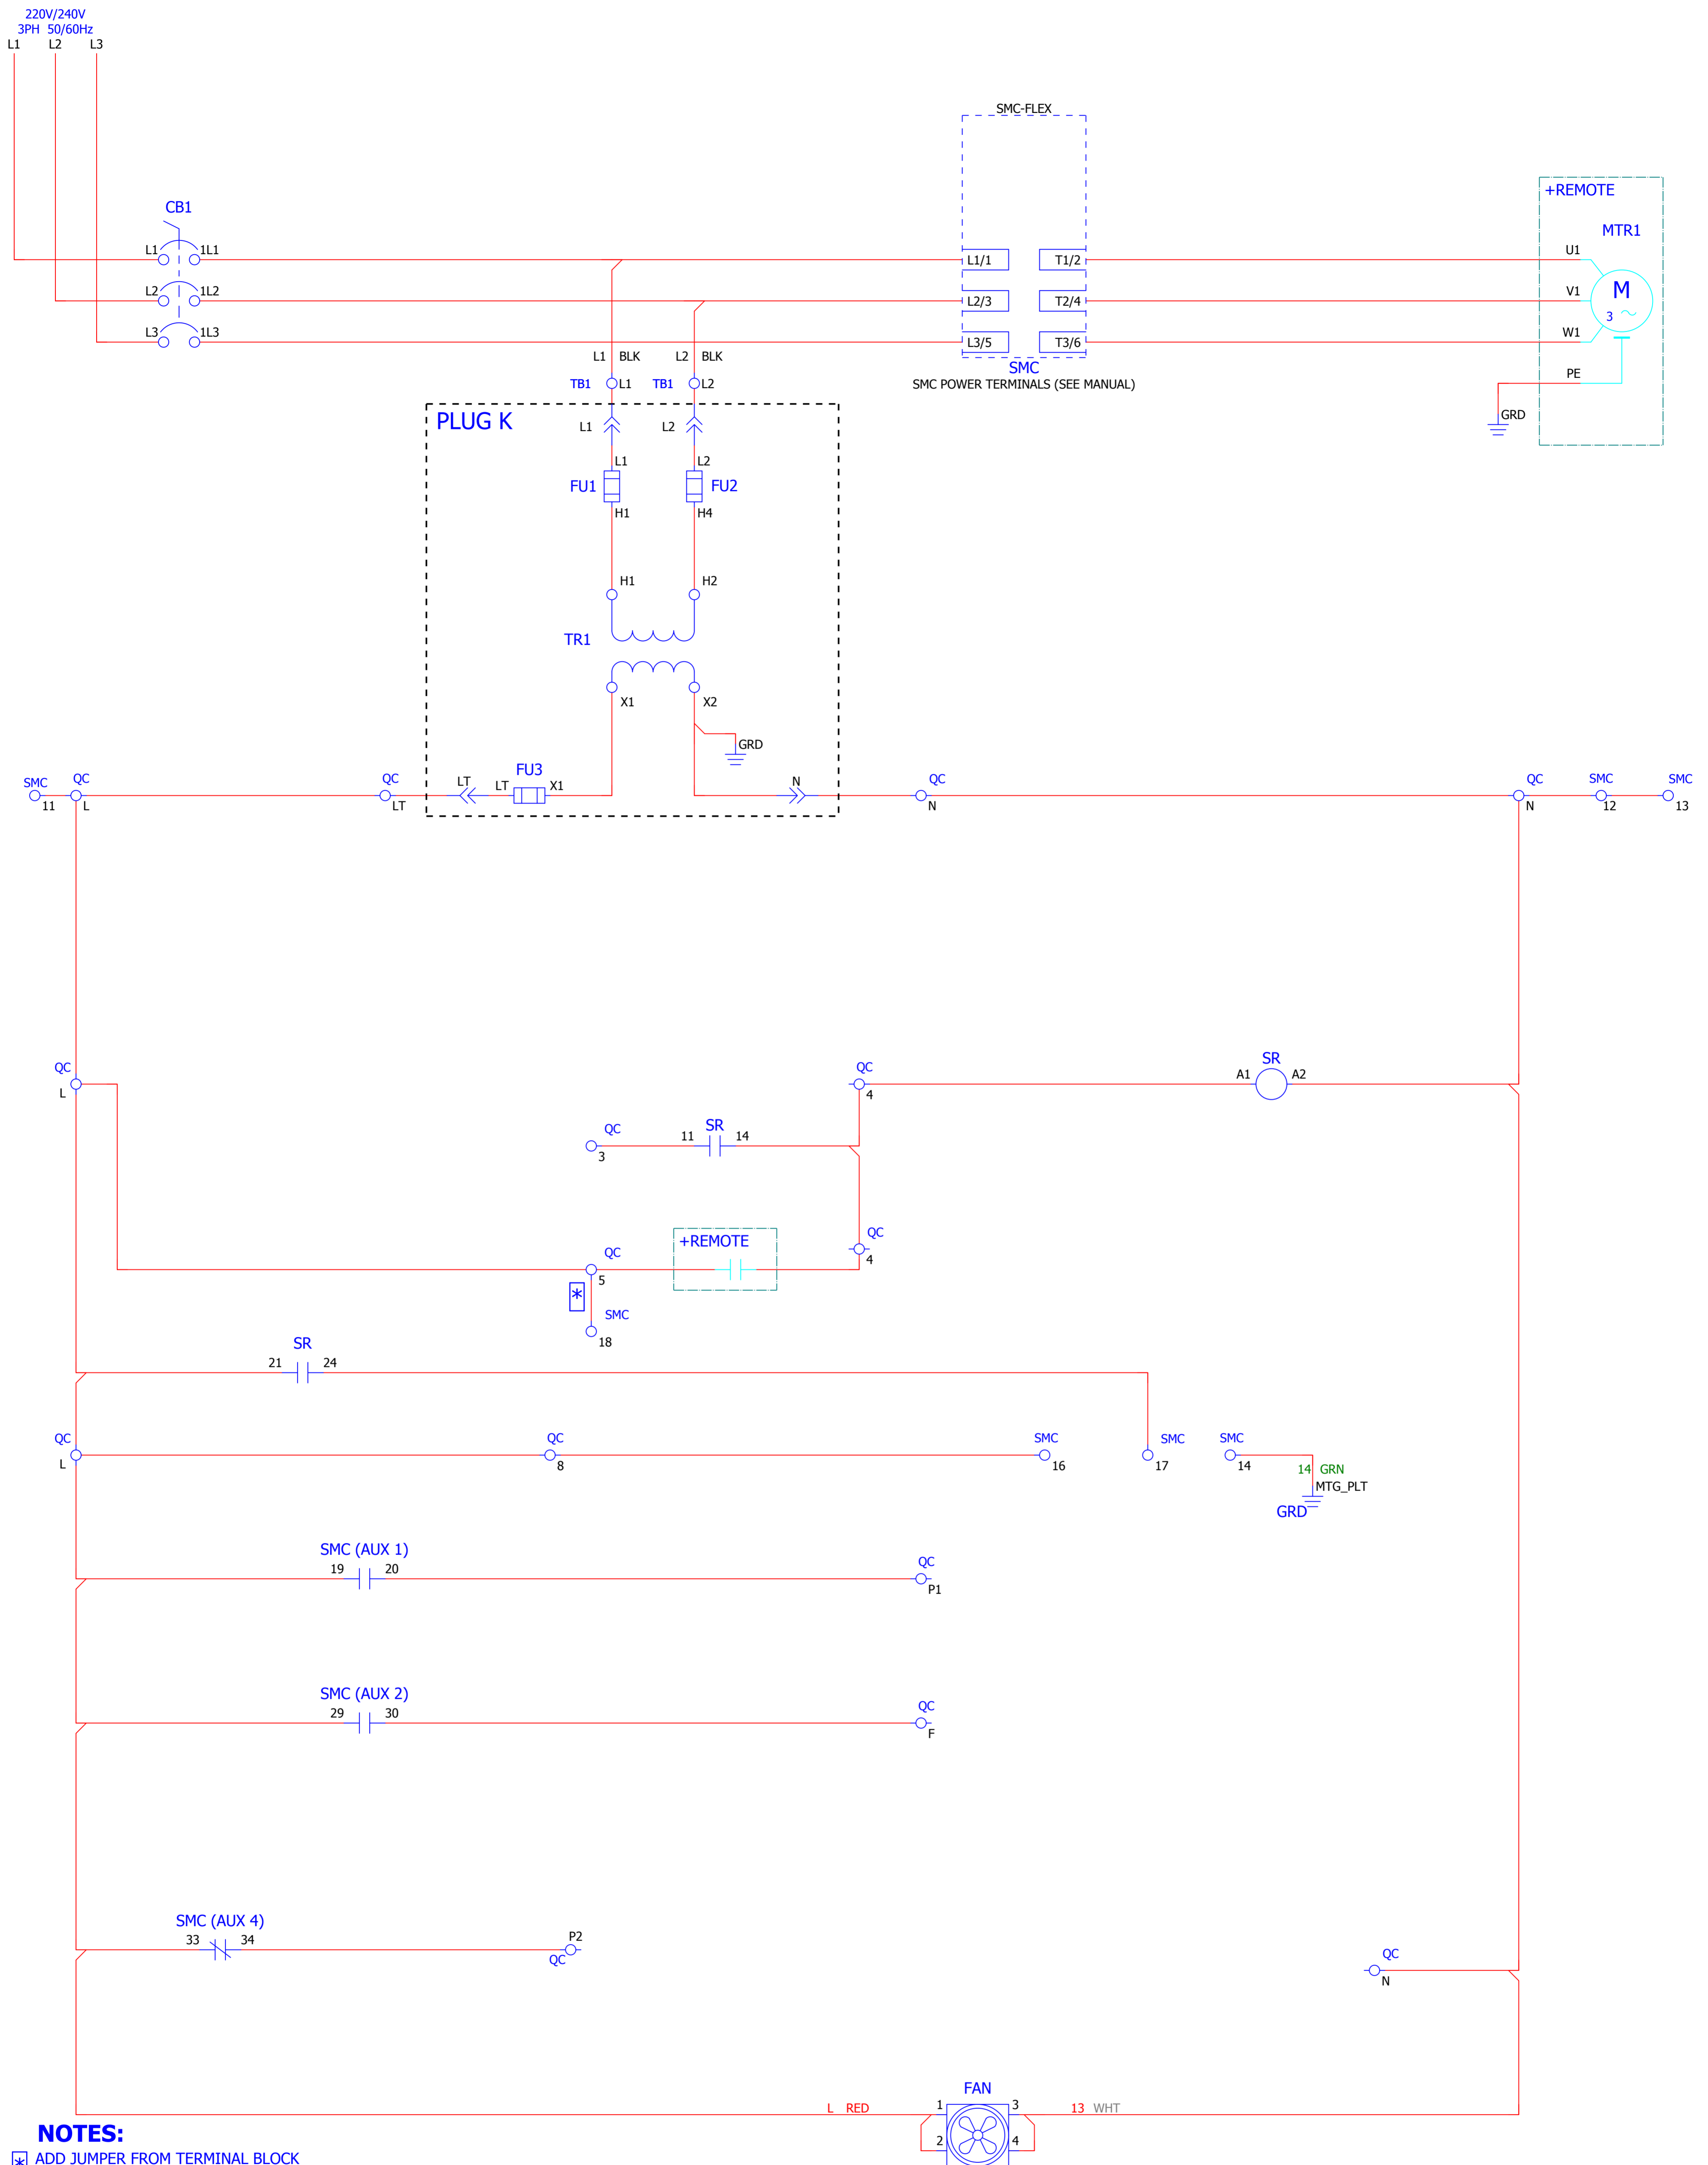 220V/240V
3PH 50/60Hz
L1 L2 L3
SMC-FLEX
+REMOTE
CB1
MTR1
L1 1L1 L1/1 T1/2 U1
L2 1L2 L2/3 T2/4 V1 M
3
L3 1L3 L3/5 T3/6 W1
L1 BLK L2 BLK
SMC
PE
TB1 L1 TB1 L2
SMC POWER TERMINALS (SEE MANUAL)
GRD
PLUG K
L1 L2
L1 L2
FU1 FU2
H1 H4
H1 H2
TR1
X1 X2
GRD
FU3
SMC QC QC LT LT X1 N QC QC SMC SMC
11 L LT N N 12 13
QC QC SR
L 4 A1 A2
QC SR
3 11 14
QC
4
+REMOTE
QC
5
*
SMC
18
SR
21 24
QC QC SMC SMC SMC
L 8 16 17 14
14 GRN
MTG_PLT
GRD
SMC (AUX 1)
19 20 QC
P1
SMC (AUX 2)
29 30 QC
F
SMC (AUX 4)
33 34 P2
QC
QC
N
FAN
L RED 1 3 13 WHT
2 4
NOTES:
* ADD JUMPER FROM TERMINAL BLOCK